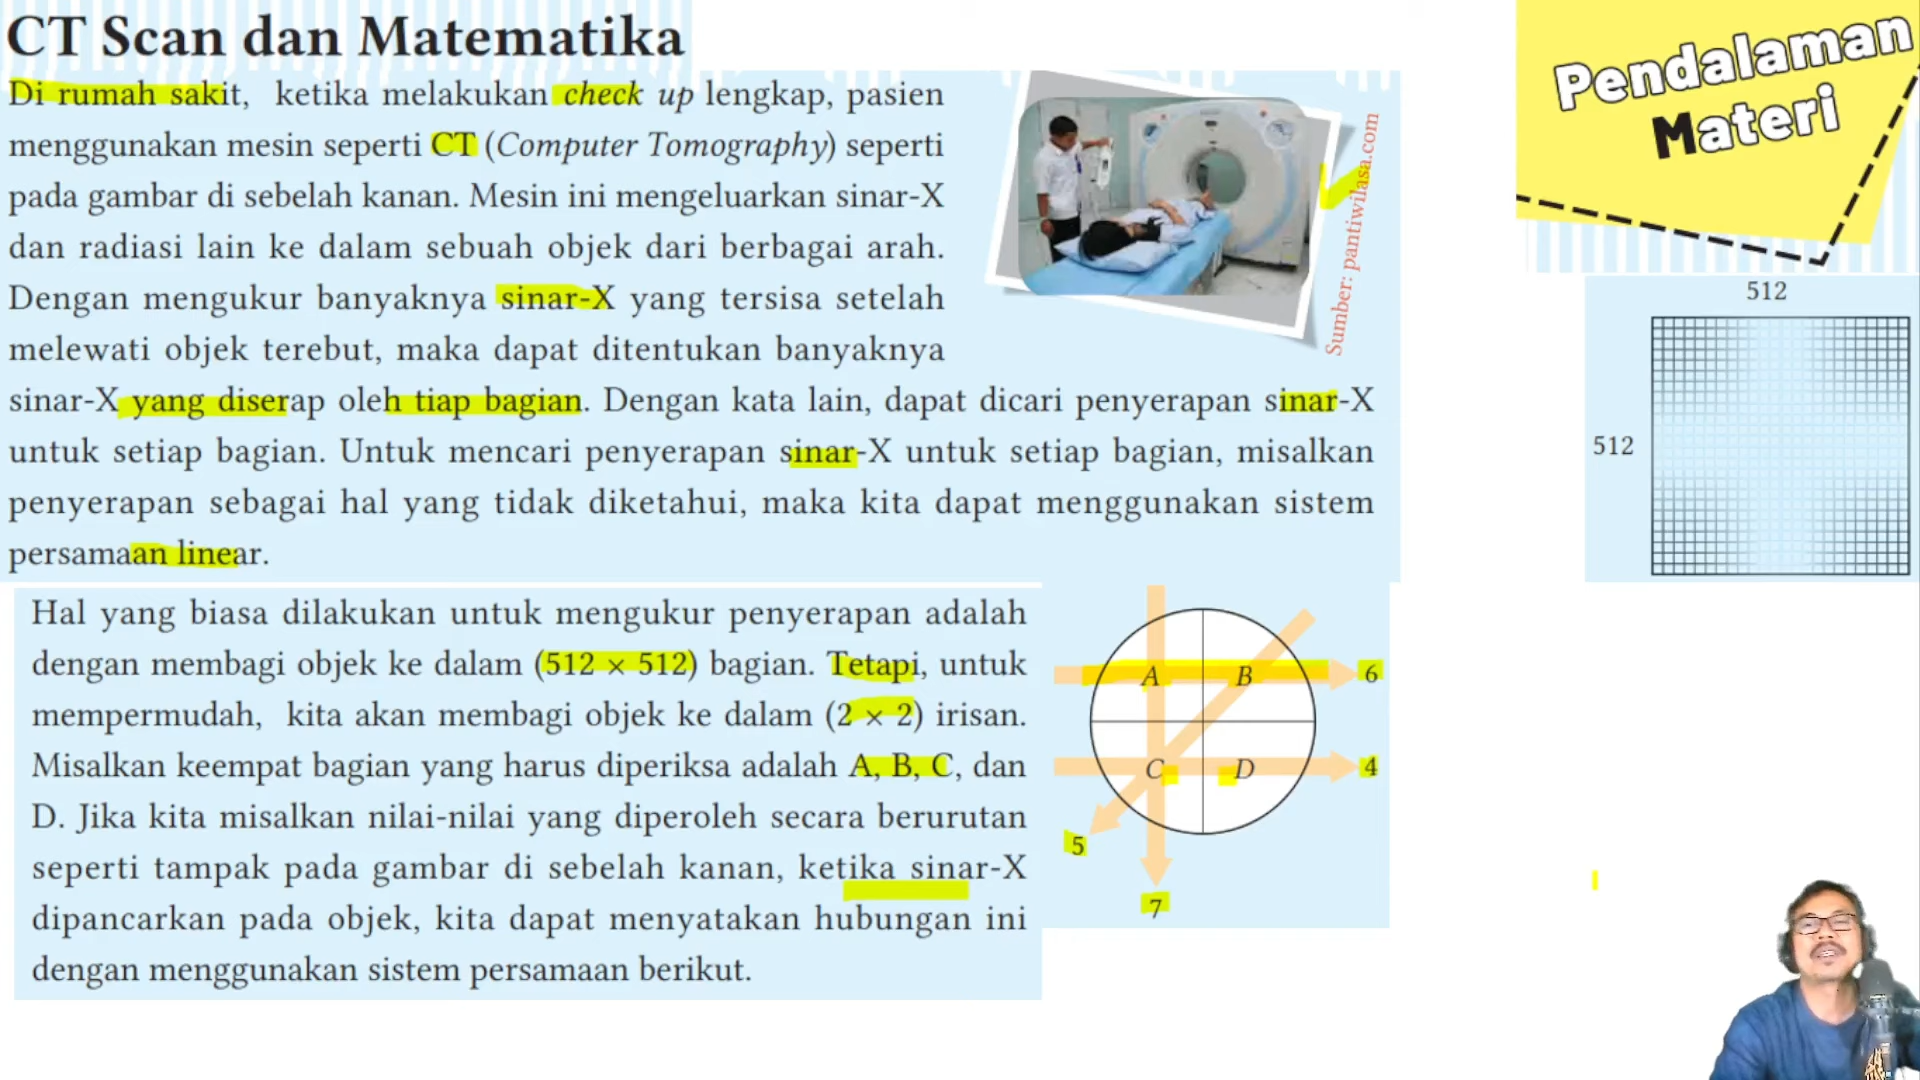 CT Scan dan Matematika
Di rumah sakit, ketika melakukan check up lengkap, pasien
menggunakan mesin seperti CT (Computer Tomography) seperti
pada gambar di sebelah kanan. Mesin ini mengeluarkan sinar-X
dan radiasi lain ke dalam sebuah objek dari berbagai arah.
Dengan mengukur banyaknya sinar-X yang tersisa setelah
melewati objek terebut, maka dapat ditentukan banyaknya
sinar-X yang diserap oleh tiap bagian. Dengan kata lain, dapat dicari penyerapan sinar-X
untuk setiap bagian. Untuk mencari penyerapan sinar-X untuk setiap bagian, misalkan
penyerapan sebagai hal yang tidak diketahui, maka kita dapat menggunakan sistem
persamaan linear.
Sumber: pantiwilasa.com
Pendalaman
Materi
512
512
Hal yang biasa dilakukan untuk mengukur penyerapan adalah
dengan membagi objek ke dalam (512 × 512) bagian. Tetapi, untuk
mempermudah, kita akan membagi objek ke dalam (2 × 2) irisan.
Misalkan keempat bagian yang harus diperiksa adalah A, B, C, dan
D. Jika kita misalkan nilai-nilai yang diperoleh secara berurutan
seperti tampak pada gambar di sebelah kanan, ketika sinar-X
dipancarkan pada objek, kita dapat menyatakan hubungan ini
dengan menggunakan sistem persamaan berikut.
A B 6
C D 4
5
7